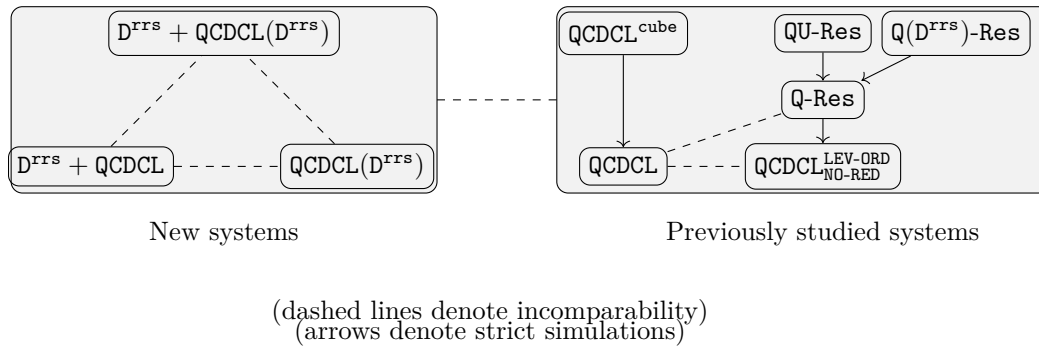 D^rrs + QCDCL(D^rrs)
D^rrs + QCDCL
QCDCL(D^rrs)
New systems
QCDCL^cube
QU-Res
Q(D^rrs)-Res
Q-Res
QCDCL
QCDCL^LEV-ORD_NO-RED
Previously studied systems
(dashed lines denote incomparability)
(arrows denote strict simulations)